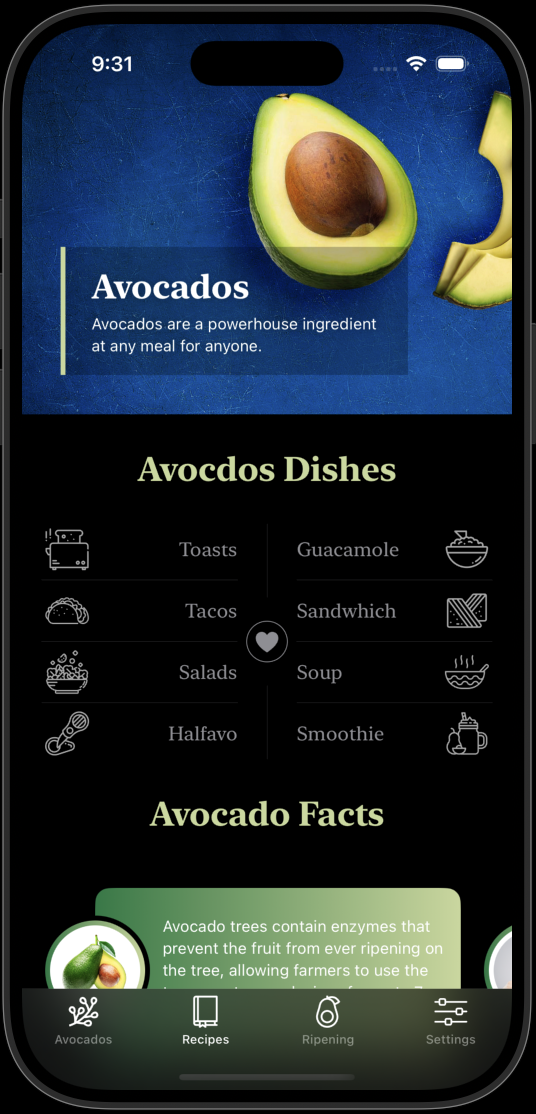 9:31
Avocados
Avocados are a powerhouse ingredient
at any meal for anyone.
Avocdos Dishes
Toasts
Guacamole
Tacos
Sandwhich
Salads
Soup
Halfavo
Smoothie
Avocado Facts
Avocado trees contain enzymes that
prevent the fruit from ever ripening on
the tree, allowing farmers to use the
Avocados
Recipes
Ripening
Settings